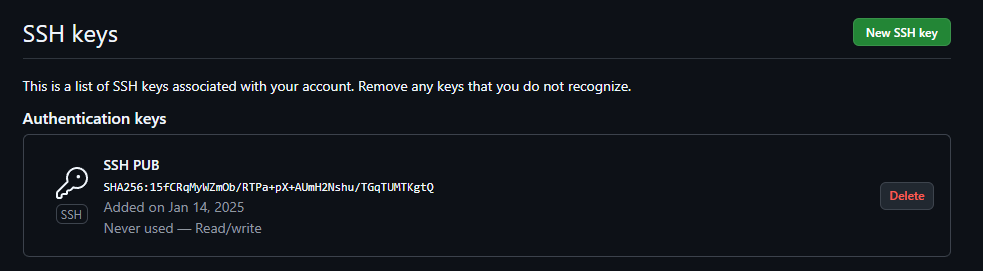 SSH keys
New SSH key
This is a list of SSH keys associated with your account. Remove any keys that you do not recognize.
Authentication keys
SSH PUB
SHA256:15fCRqMyWZmOb/RTPa+pX+AUmH2Nshu/TGqTUMTKgtQ
Added on Jan 14, 2025
Never used — Read/write
SSH
Delete